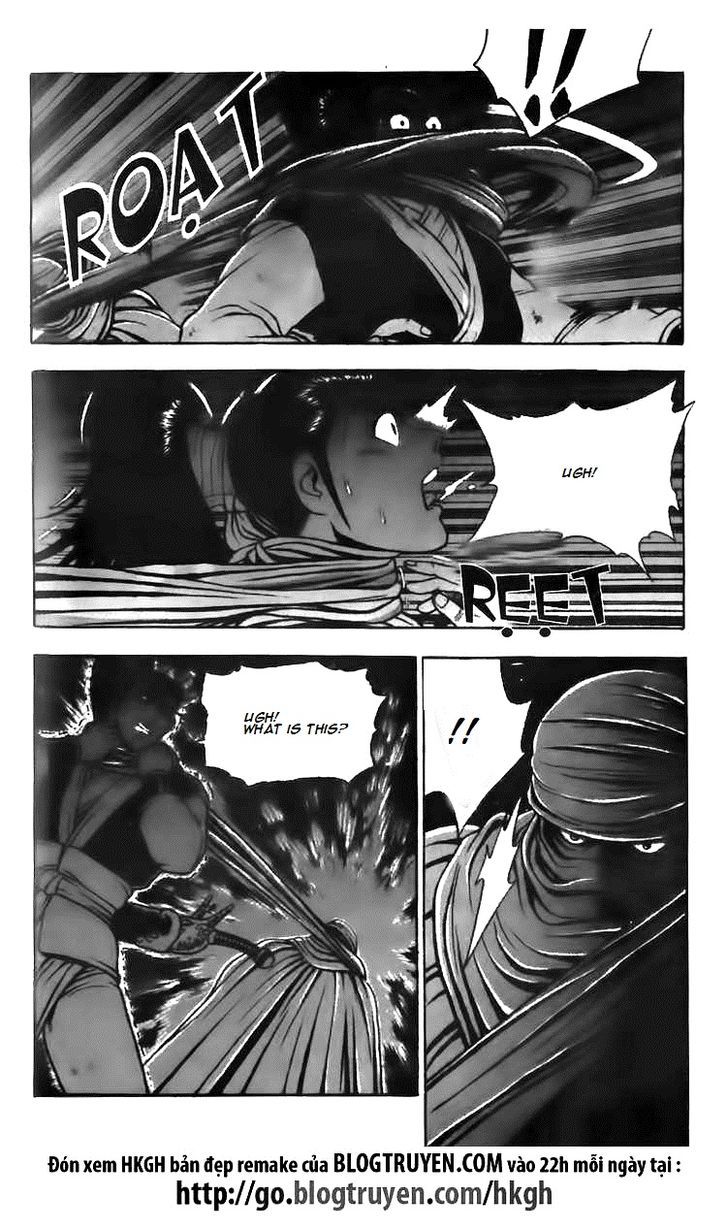 !!
ROẠT
UGH!
RẸẸT
UGH!
WHAT IS THIS?
!!
Đón xem HKGH bản đẹp remake của BLOGTRUYEN.COM vào 22h mỗi ngày tại :
http://go.blogtruyen.com/hkgh